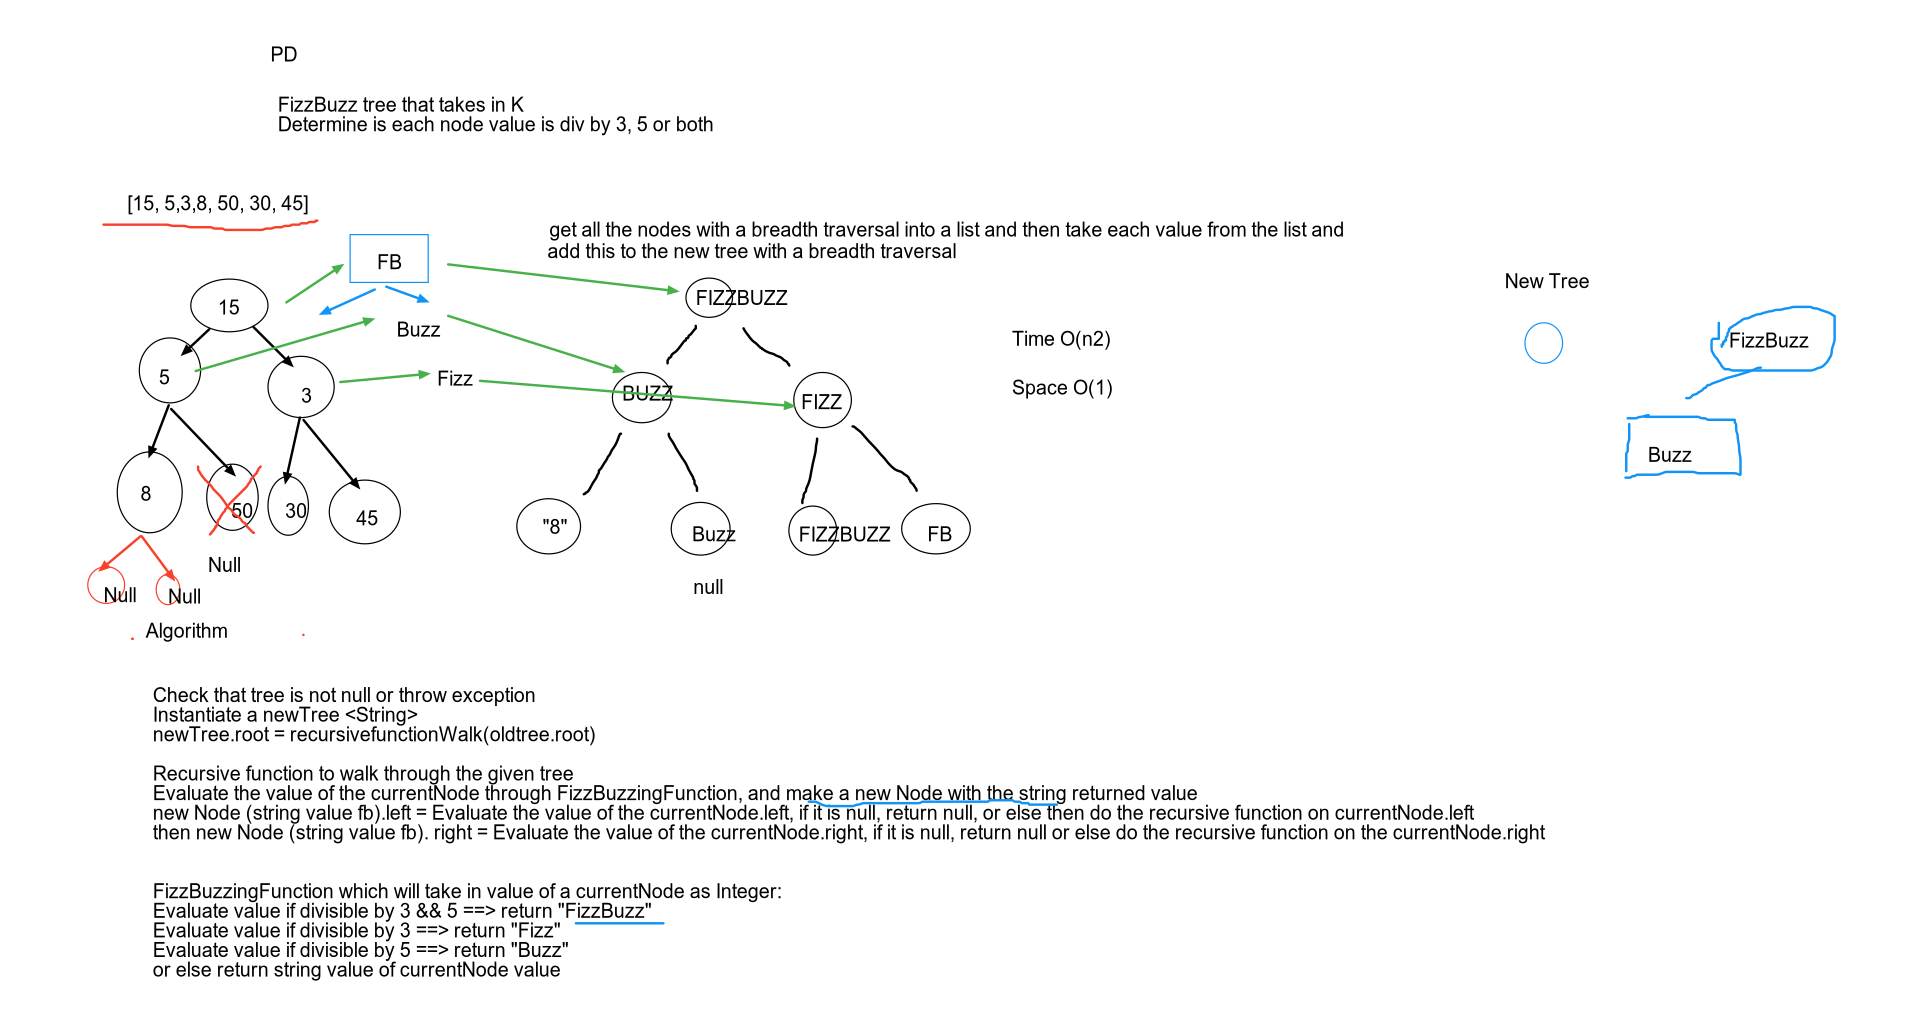 PD
FizzBuzz tree that takes in K
Determine is each node value is div by 3, 5 or both
[15, 5,3,8, 50, 30, 45]
get all the nodes with a breadth traversal into a list and then take each value from the list and
add this to the new tree with a breadth traversal
FB
15
Buzz
5
3
Fizz
8
50
30
45
Null
Null
Null
FIZZBUZZ
BUZZ
FIZZ
"8"
Buzz
FIZZBUZZ
FB
null
Time O(n2)
Space O(1)
New Tree
FizzBuzz
Buzz
Algorithm
Check that tree is not null or throw exception
Instantiate a newTree <String>
newTree.root = recursivefunctionWalk(oldtree.root)
Recursive function to walk through the given tree
Evaluate the value of the currentNode through FizzBuzzingFunction, and make a new Node with the string returned value
new Node (string value fb).left = Evaluate the value of the currentNode.left, if it is null, return null, or else then do the recursive function on currentNode.left
then new Node (string value fb). right = Evaluate the value of the currentNode.right, if it is null, return null or else do the recursive function on the currentNode.right
FizzBuzzingFunction which will take in value of a currentNode as Integer:
Evaluate value if divisible by 3 && 5 ==> return "FizzBuzz"
Evaluate value if divisible by 3 ==> return "Fizz"
Evaluate value if divisible by 5 ==> return "Buzz"
or else return string value of currentNode value